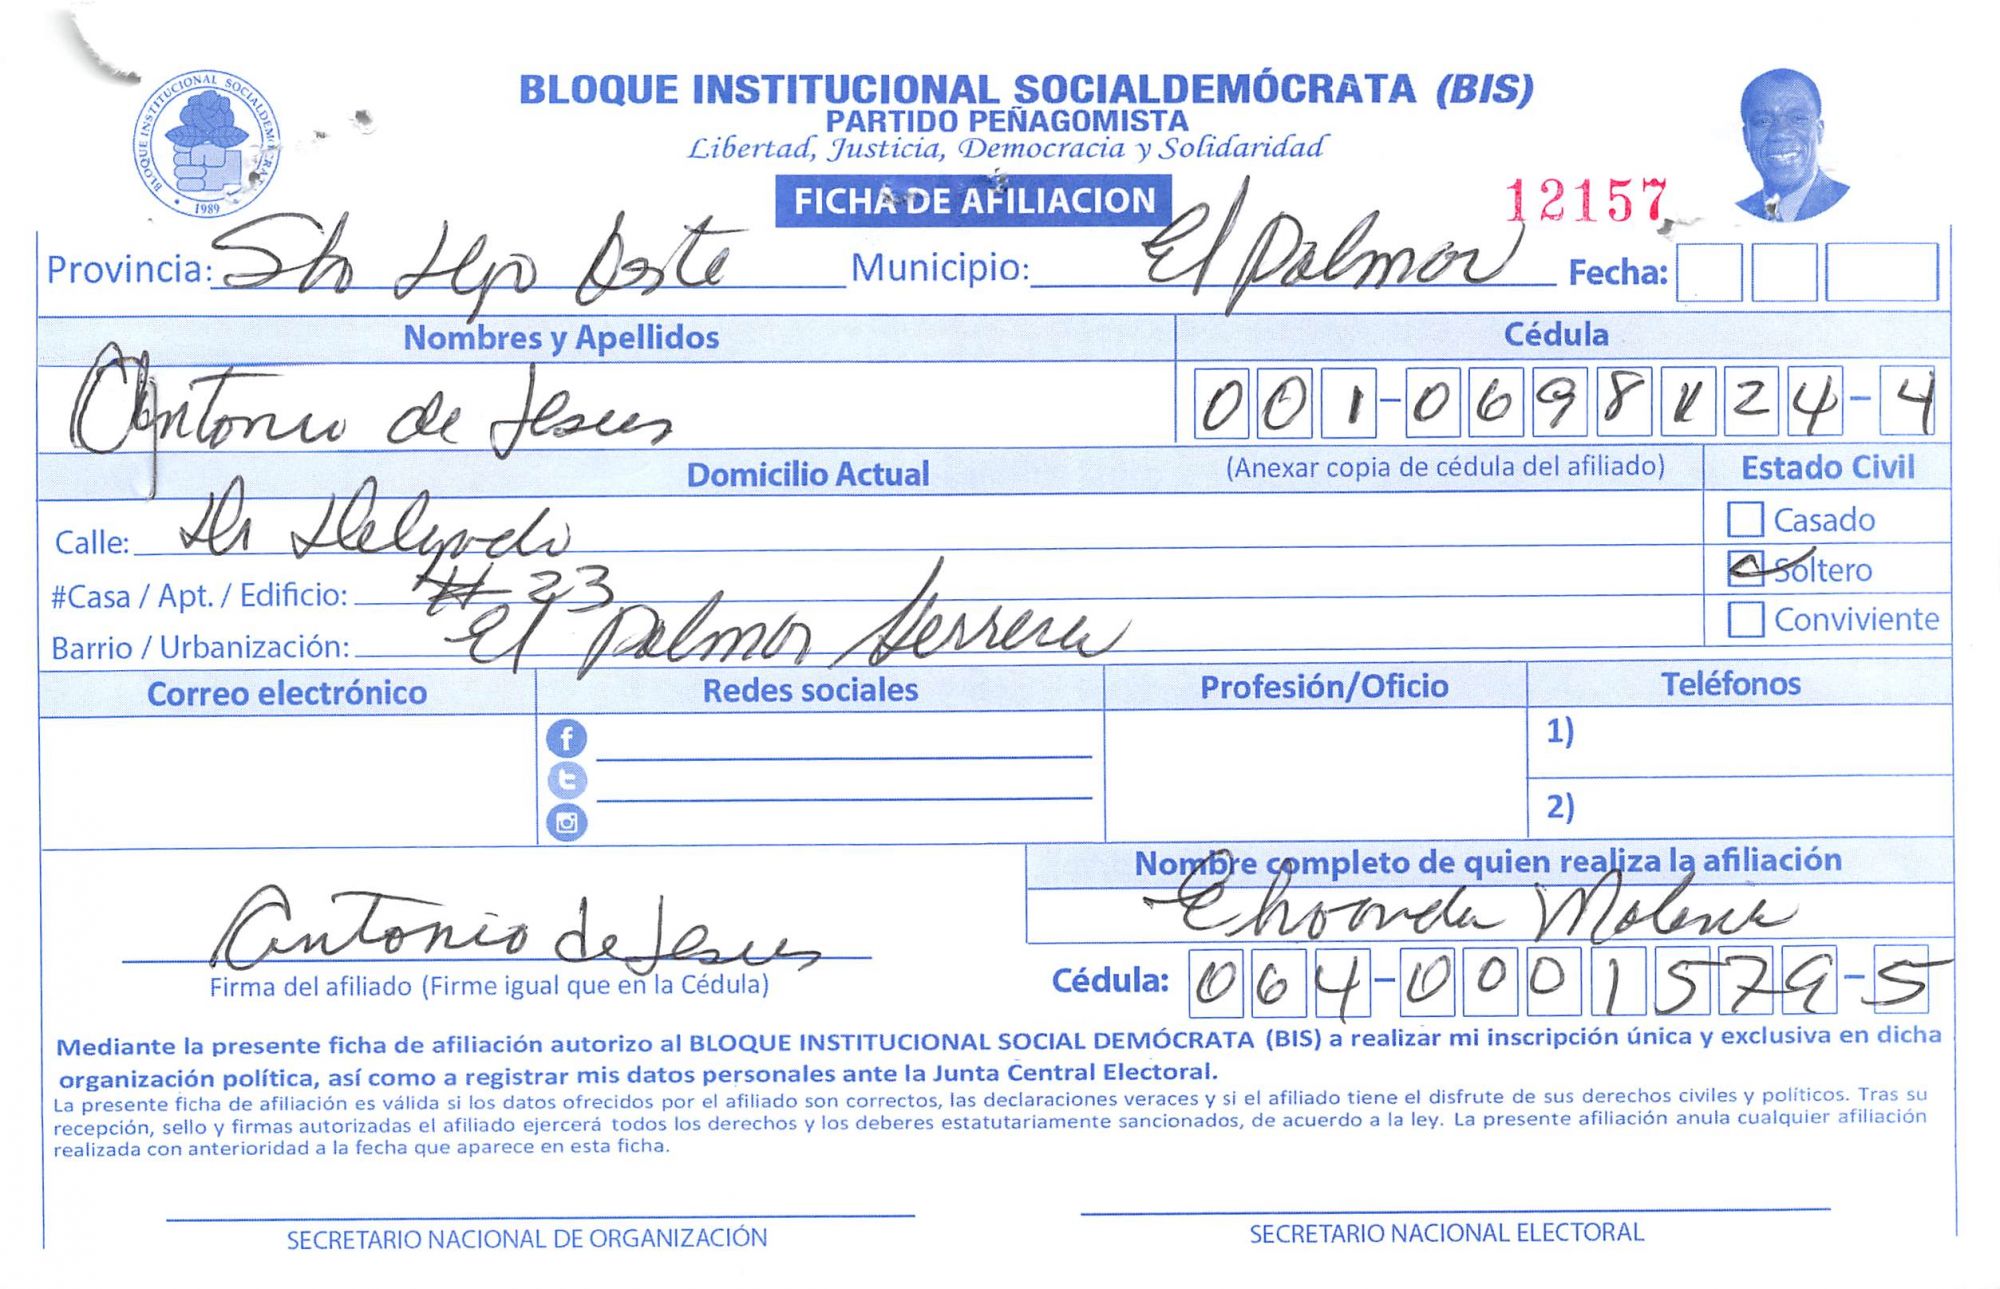 BLOQUE INSTITUCIONAL SOCIALDEMÓCRATA
1989
BLOQUE INSTITUCIONAL SOCIALDEMÓCRATA (BIS)
PARTIDO PEÑAGOMISTA
Libertad, Justicia, Democracia y Solidaridad
FICHA DE AFILIACION
12157
Provincia: Sto Dgo Oeste Municipio: El Palmar Fecha:
Nombres y Apellidos Cédula
Antonio de Jesus 001-0698124-4
Domicilio Actual (Anexar copia de cédula del afiliado) Estado Civil
Calle: Dr Delgado Casado
#Casa / Apt. / Edificio: # 23 Soltero
Barrio / Urbanización: El Palmar Herrera Conviviente
Correo electrónico Redes sociales Profesión/Oficio Teléfonos
1)
2)
Nombre completo de quien realiza la afiliación
Antonio de Jesus
Firma del afiliado (Firme igual que en la Cédula) Cédula: 064-0001579-5
Mediante la presente ficha de afiliación autorizo al BLOQUE INSTITUCIONAL SOCIAL DEMÓCRATA (BIS) a realizar mi inscripción única y exclusiva en dicha
organización política, así como a registrar mis datos personales ante la Junta Central Electoral.
La presente ficha de afiliación es válida si los datos ofrecidos por el afiliado son correctos, las declaraciones veraces y si el afiliado tiene el disfrute de sus derechos civiles y políticos. Tras su
recepción, sello y firmas autorizadas el afiliado ejercerá todos los derechos y los deberes estatutariamente sancionados, de acuerdo a la ley. La presente afiliación anula cualquier afiliación
realizada con anterioridad a la fecha que aparece en esta ficha.
SECRETARIO NACIONAL DE ORGANIZACIÓN SECRETARIO NACIONAL ELECTORAL